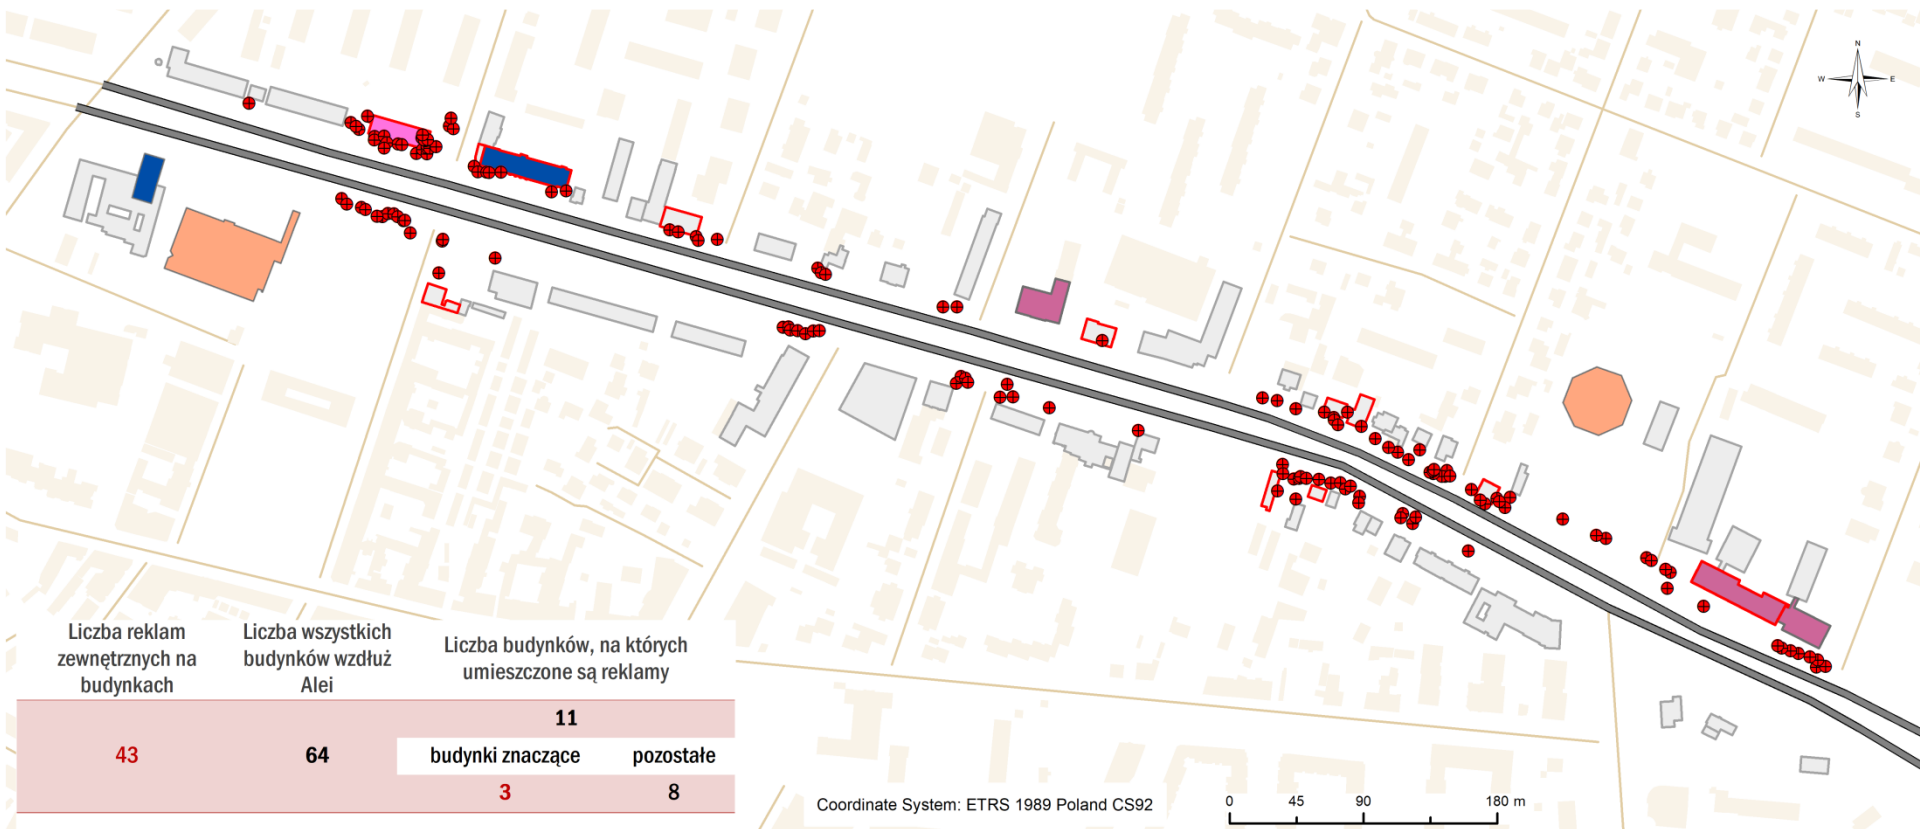 N
W E
S
Liczba reklam
zewnętrznych na
budynkach
Liczba wszystkich
budynków wzdłuż
Alei
Liczba budynków, na których
umieszczone są reklamy
11
43
64
budynki znaczące
pozostałe
3
8
Coordinate System: ETRS 1989 Poland CS92
0 45 90 180 m